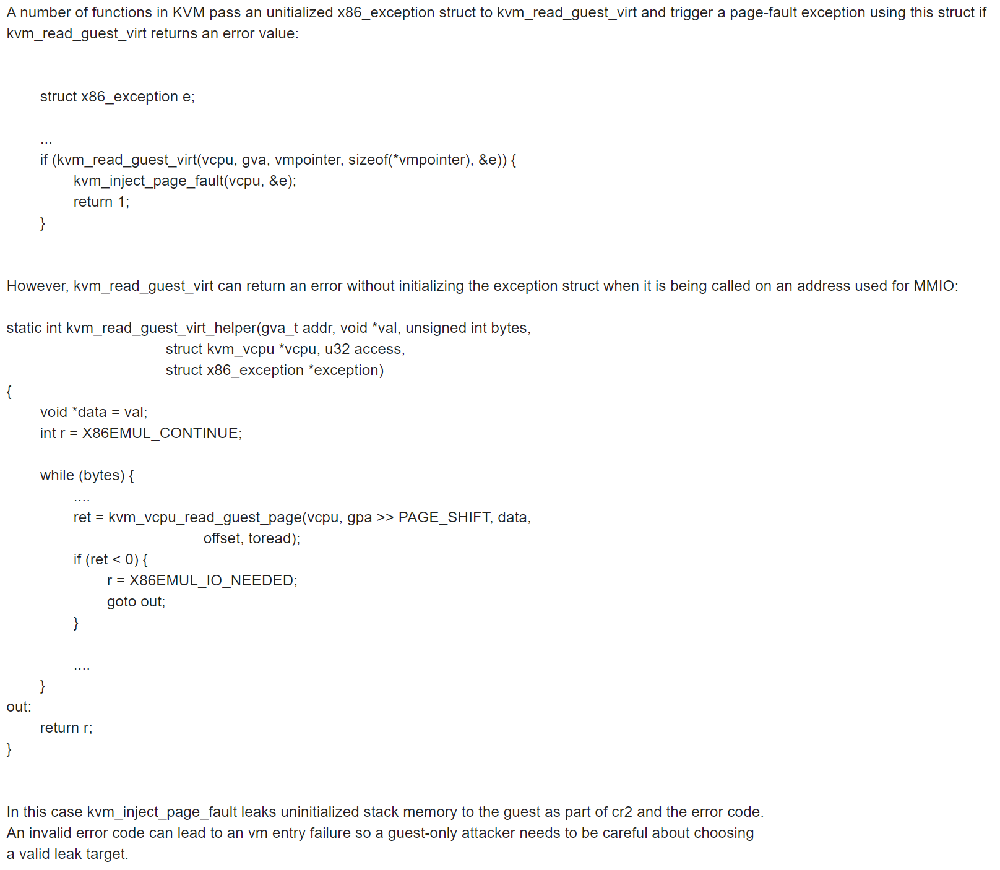 A number of functions in KVM pass an unitialized x86_exception struct to kvm_read_guest_virt and trigger a page-fault exception using this struct if
kvm_read_guest_virt returns an error value:
struct x86_exception e;
...
if (kvm_read_guest_virt(vcpu, gva, vmpointer, sizeof(*vmpointer), &e)) {
kvm_inject_page_fault(vcpu, &e);
return 1;
}
However, kvm_read_guest_virt can return an error without initializing the exception struct when it is being called on an address used for MMIO:
static int kvm_read_guest_virt_helper(gva_t addr, void *val, unsigned int bytes,
struct kvm_vcpu *vcpu, u32 access,
struct x86_exception *exception)
{
void *data = val;
int r = X86EMUL_CONTINUE;
while (bytes) {
....
ret = kvm_vcpu_read_guest_page(vcpu, gpa >> PAGE_SHIFT, data,
offset, toread);
if (ret < 0) {
r = X86EMUL_IO_NEEDED;
goto out;
}
....
}
out:
return r;
}
In this case kvm_inject_page_fault leaks uninitialized stack memory to the guest as part of cr2 and the error code.
An invalid error code can lead to an vm entry failure so a guest-only attacker needs to be careful about choosing
a valid leak target.